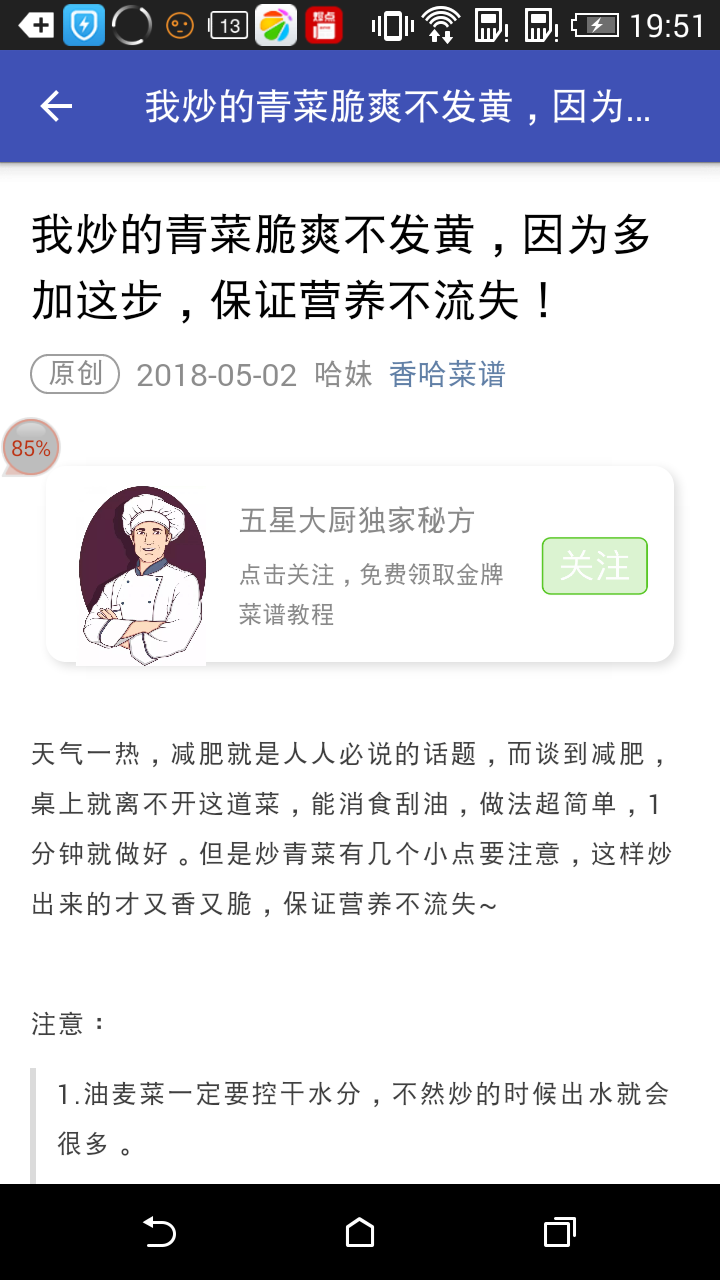 13
想点
19:51
我炒的青菜脆爽不发黄，因为...
我炒的青菜脆爽不发黄，因为多
加这步，保证营养不流失！
原创 2018-05-02 哈妹 香哈菜谱
85%
五星大厨独家秘方
点击关注，免费领取金牌
菜谱教程
关注
天气一热，减肥就是人人必说的话题，而谈到减肥，
桌上就离不开这道菜，能消食刮油，做法超简单，1
分钟就做好。但是炒青菜有几个小点要注意，这样炒
出来的才又香又脆，保证营养不流失~
注意：
1.油麦菜一定要控干水分，不然炒的时候出水就会
很多。